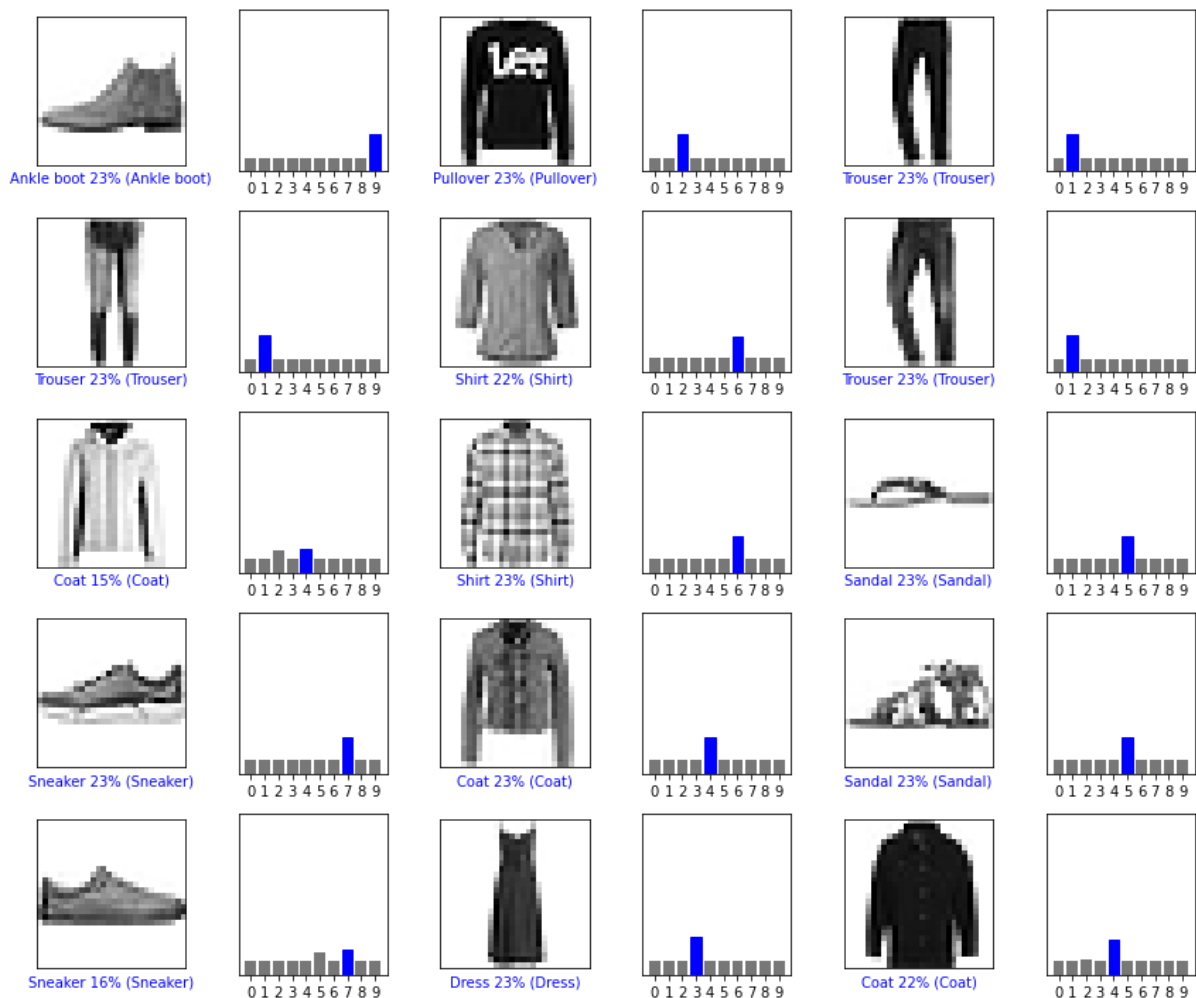 Lee
Ankle boot 23% (Ankle boot)
0 1 2 3 4 5 6 7 8 9
Pullover 23% (Pullover)
0 1 2 3 4 5 6 7 8 9
Trouser 23% (Trouser)
0 1 2 3 4 5 6 7 8 9
Trouser 23% (Trouser)
0 1 2 3 4 5 6 7 8 9
Shirt 22% (Shirt)
0 1 2 3 4 5 6 7 8 9
Trouser 23% (Trouser)
0 1 2 3 4 5 6 7 8 9
Coat 15% (Coat)
0 1 2 3 4 5 6 7 8 9
Shirt 23% (Shirt)
0 1 2 3 4 5 6 7 8 9
Sandal 23% (Sandal)
0 1 2 3 4 5 6 7 8 9
Sneaker 23% (Sneaker)
0 1 2 3 4 5 6 7 8 9
Coat 23% (Coat)
0 1 2 3 4 5 6 7 8 9
Sandal 23% (Sandal)
0 1 2 3 4 5 6 7 8 9
Sneaker 16% (Sneaker)
0 1 2 3 4 5 6 7 8 9
Dress 23% (Dress)
0 1 2 3 4 5 6 7 8 9
Coat 22% (Coat)
0 1 2 3 4 5 6 7 8 9